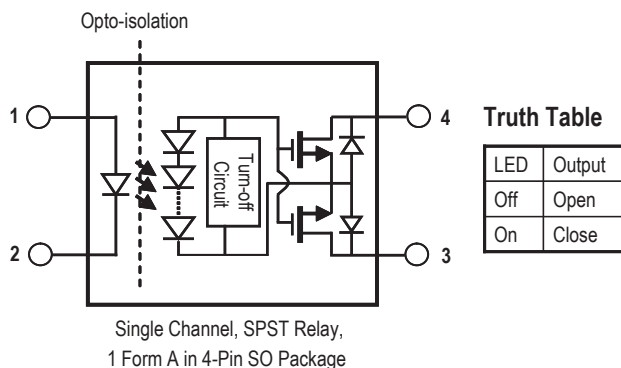 Opto-isolation
1
2
Turn-off
Circuit
4
3
Truth Table
LED Output
Off Open
On Close
Single Channel, SPST Relay,
1 Form A in 4-Pin SO Package